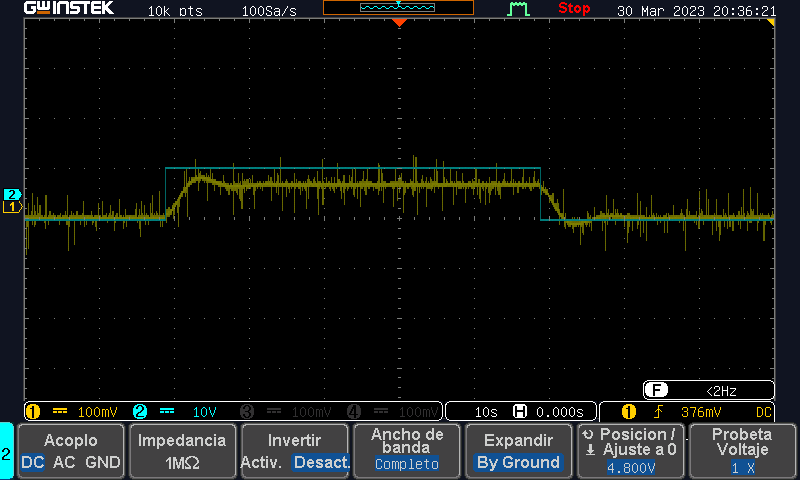 GWINSTEK 10k pts 100Sa/s Stop 30 Mar 2023 20:36:21
2
1
F <2Hz
1 100mV 2 10V 3 100mV 4 100mV 10s H 0.000s 1 376mV DC
2
Acoplo
DC AC GND
Impedancia
1MΩ
Invertir
Activ. Desact.
Ancho de
banda
Completo
Expandir
By Ground
Posicion /
Ajuste a 0
4.800V
Probeta
Voltaje
1 X